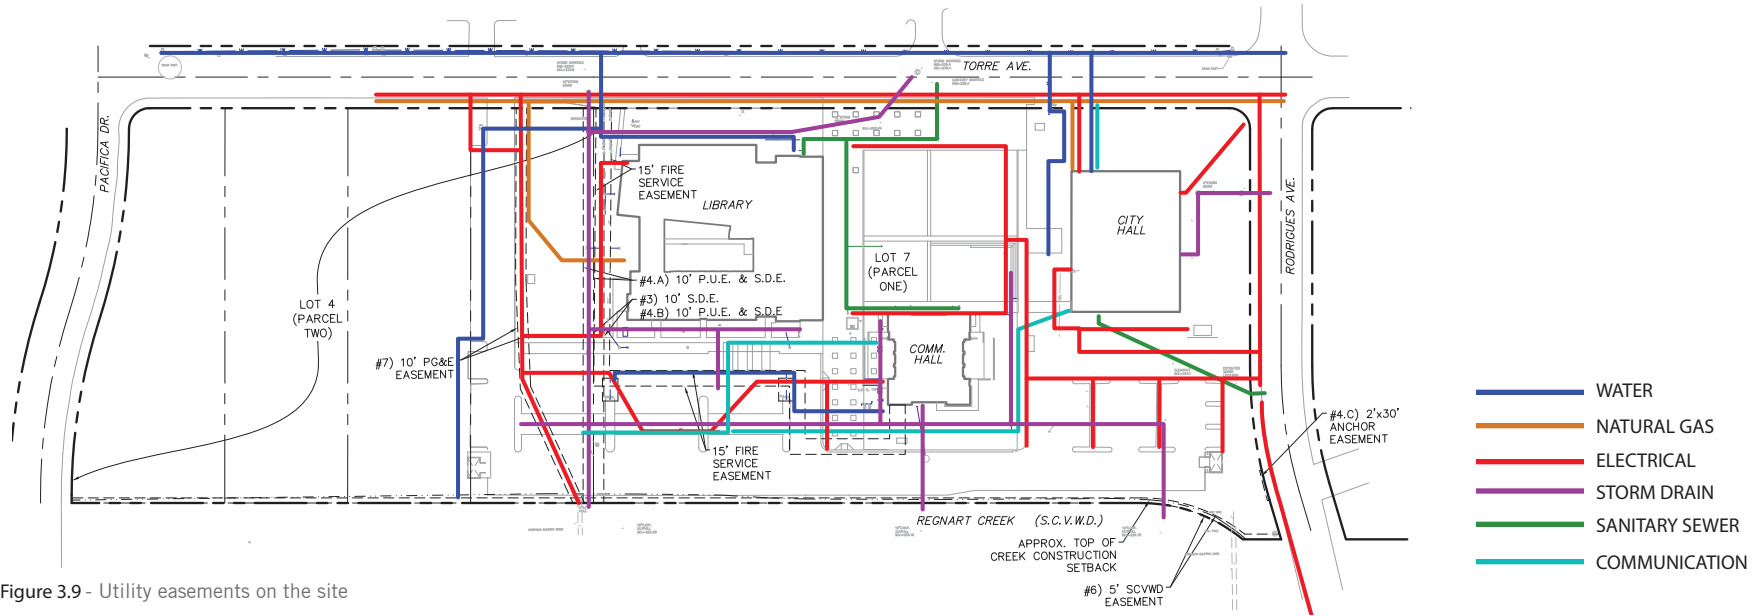 TORRE AVE.
PACIFICA DR.
15' FIRE
SERVICE
EASEMENT
LIBRARY
CITY
HALL
RODRIGUES AVE.
LOT 7
(PARCEL
ONE)
#4.A) 10' P.U.E. & S.D.E.
#3) 10' S.D.E.
#4.B) 10' P.U.E. & S.D.E
LOT 4
(PARCEL
TWO)
#7) 10' PG&E
EASEMENT
COMM.
HALL
15' FIRE
SERVICE
EASEMENT
#4.C) 2'x30'
ANCHOR
EASEMENT
REGNART CREEK (S.C.V.W.D.)
APPROX. TOP OF
CREEK CONSTRUCTION
SETBACK
#6) 5' SCVWD
EASEMENT
WATER
NATURAL GAS
ELECTRICAL
STORM DRAIN
SANITARY SEWER
COMMUNICATION
Figure 3.9 - Utility easements on the site